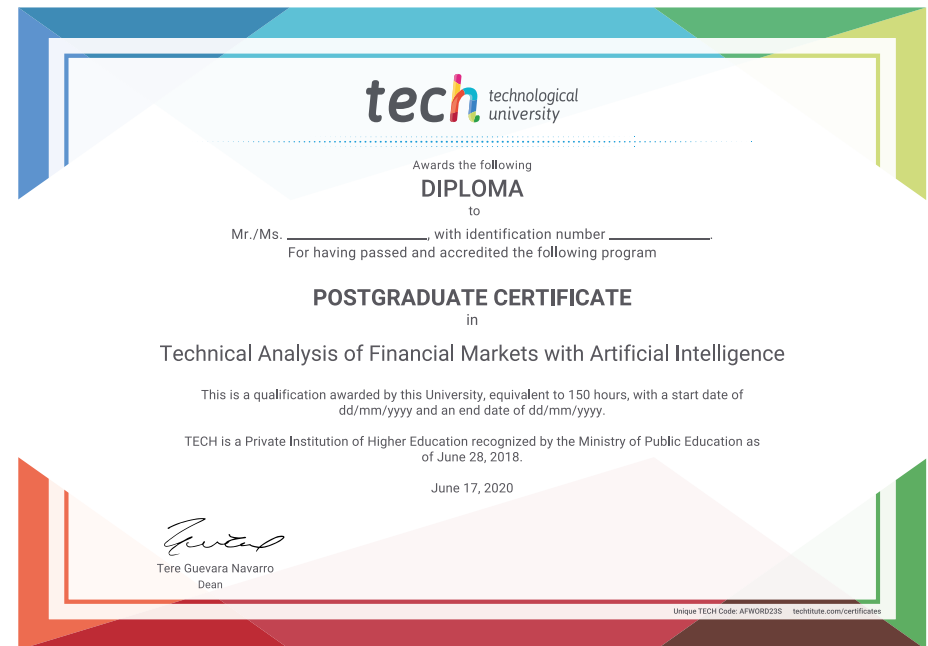 tech technological
university
Awards the following
DIPLOMA
to
Mr./Ms. ____________________, with identification number ______________.
For having passed and accredited the following program
POSTGRADUATE CERTIFICATE
in
Technical Analysis of Financial Markets with Artificial Intelligence
This is a qualification awarded by this University, equivalent to 150 hours, with a start date of
dd/mm/yyyy and an end date of dd/mm/yyyy.
TECH is a Private Institution of Higher Education recognized by the Ministry of Public Education as
of June 28, 2018.
June 17, 2020
Tere Guevara Navarro
Dean
Unique TECH Code: AFWORD23S techtitute.com/certificates